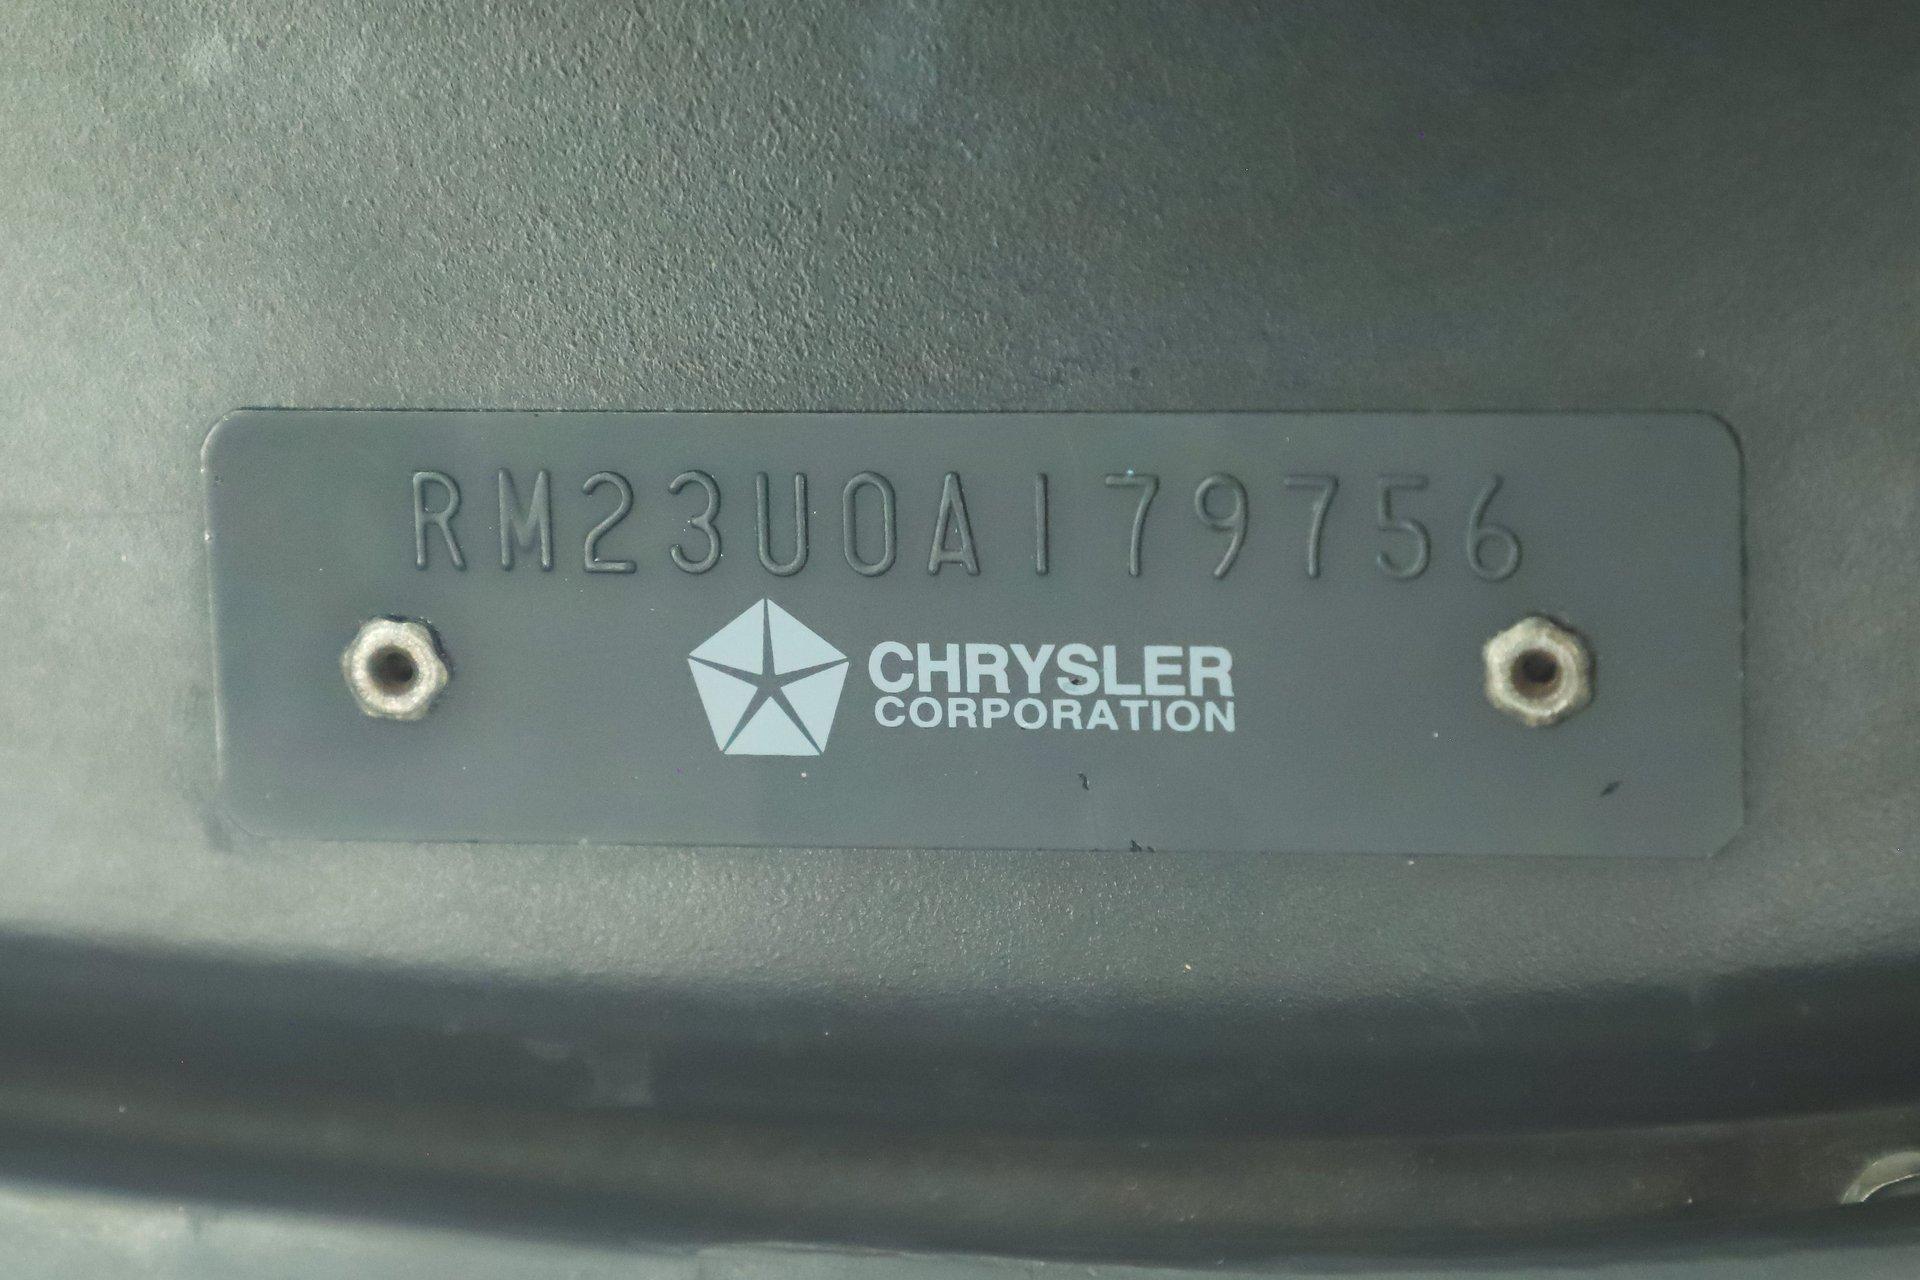 RM23U0A179756
CHRYSLER
CORPORATION